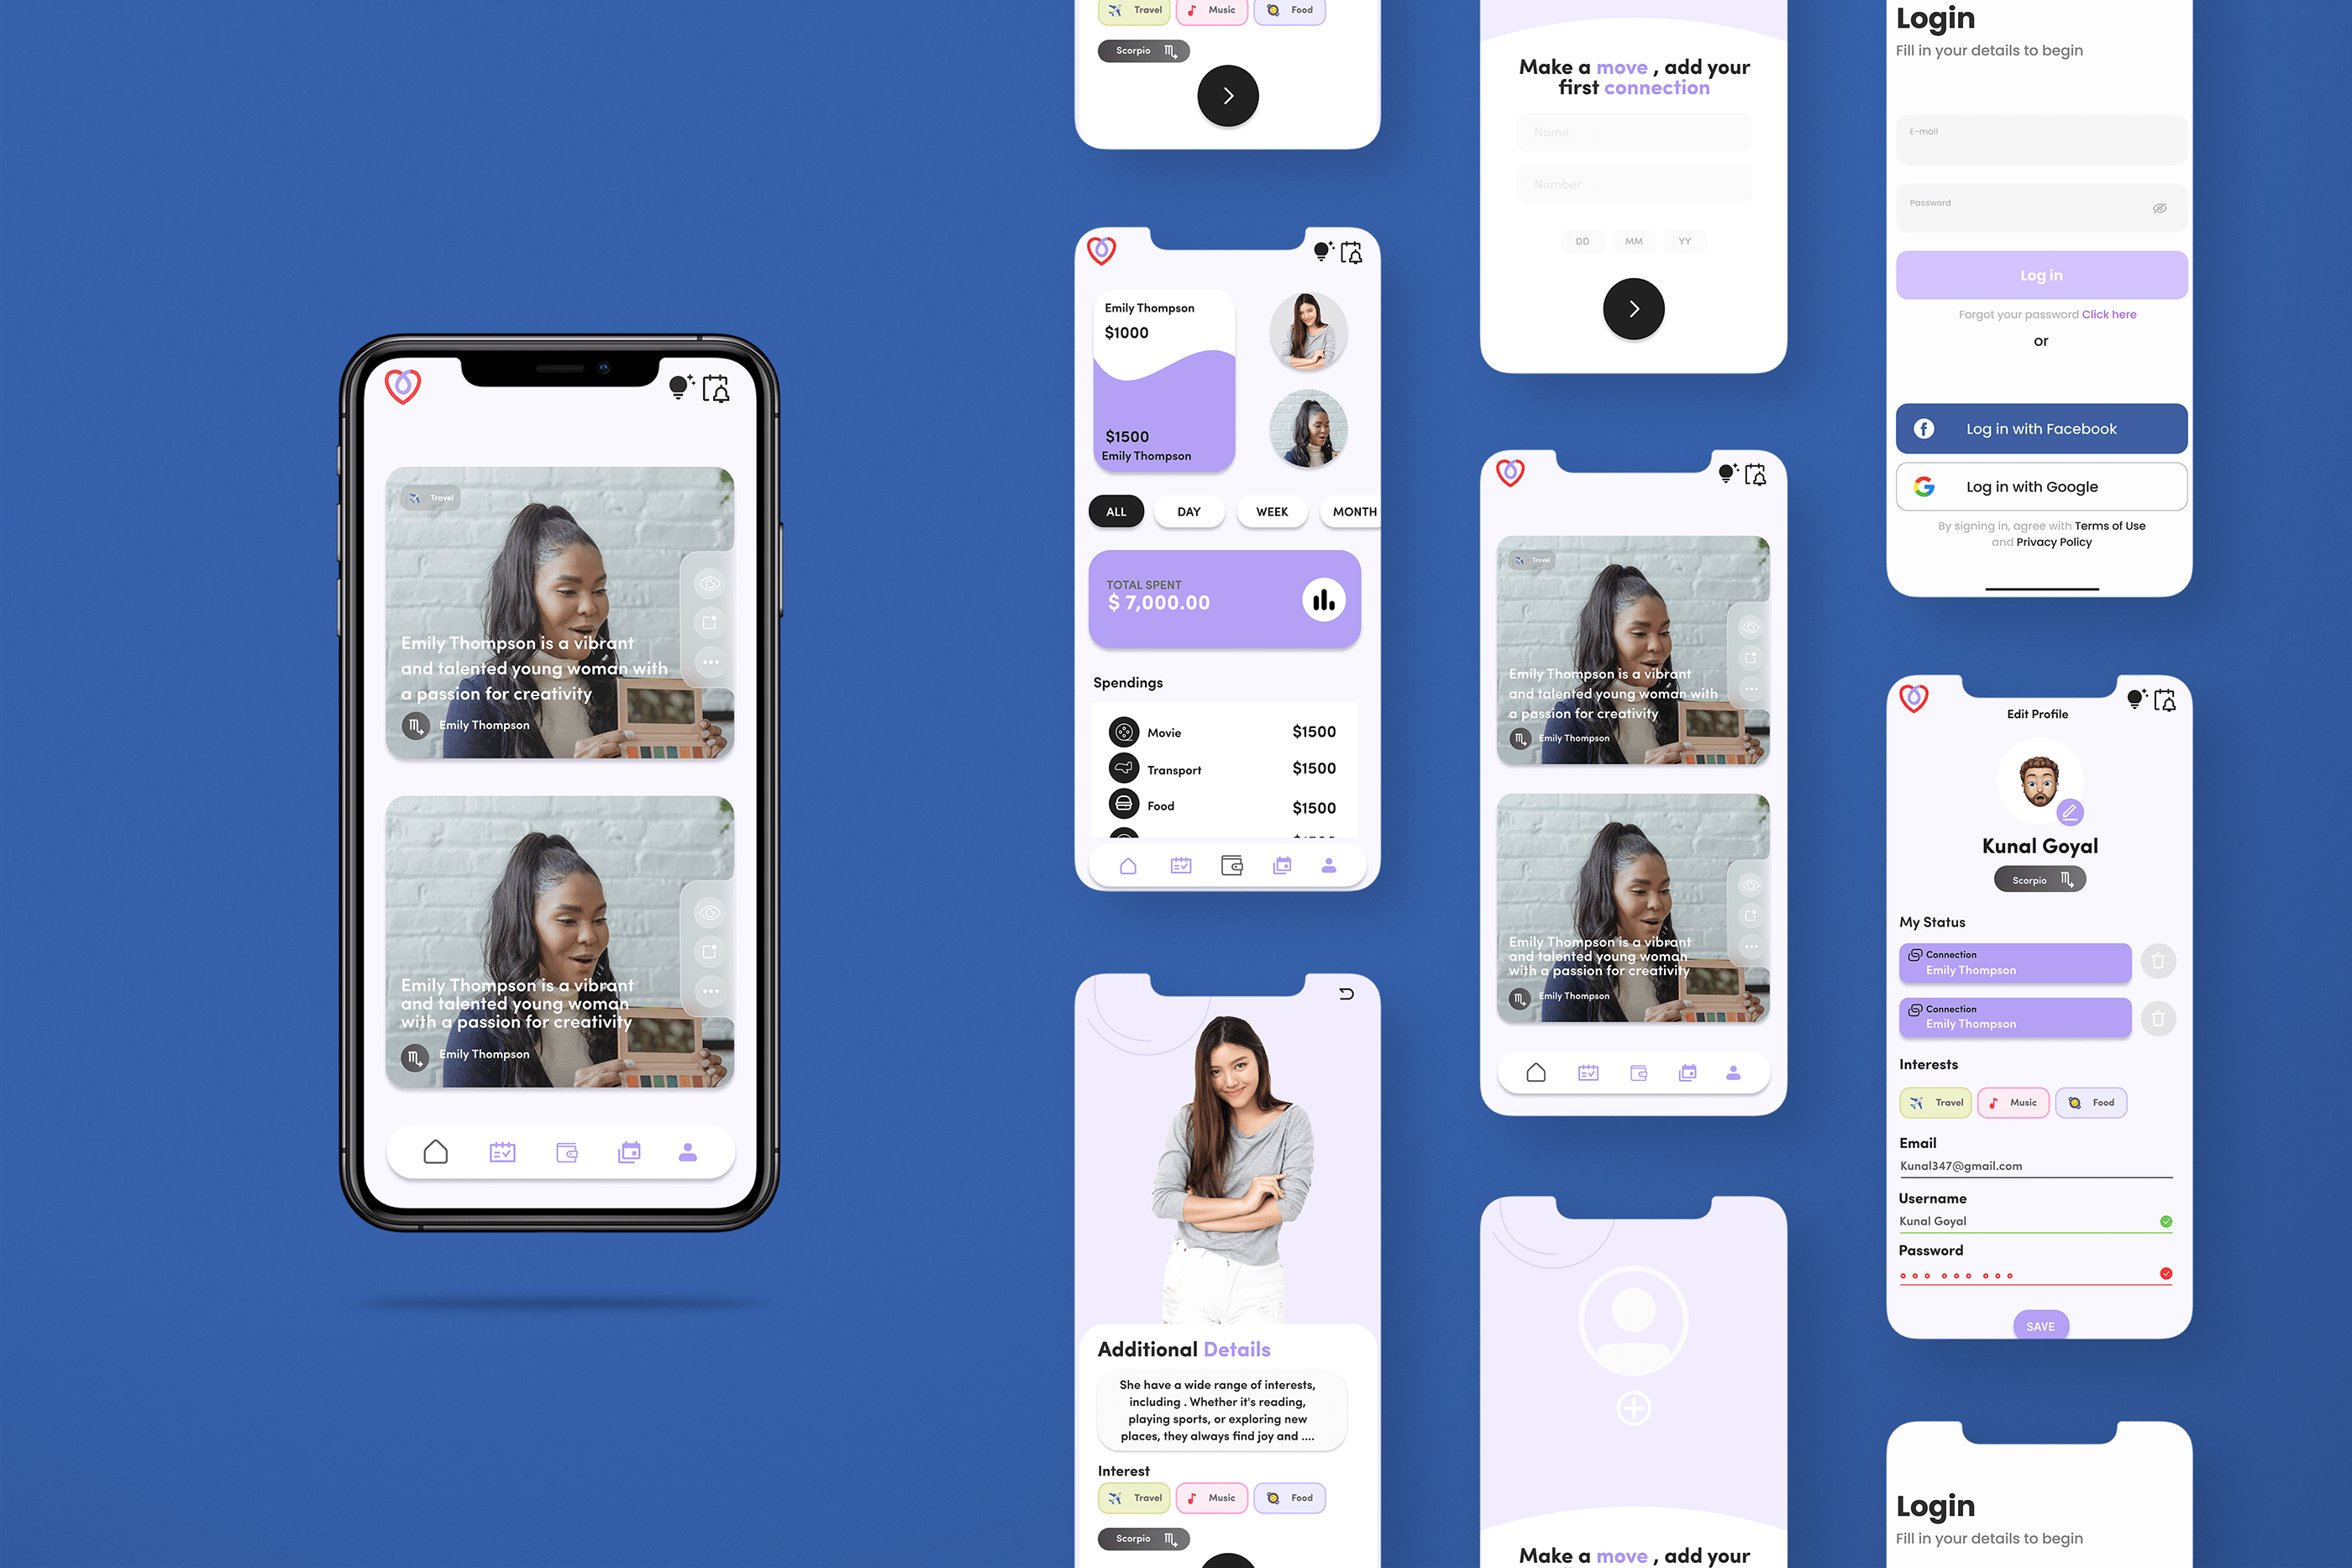 Travel
Emily Thompson is a vibrant
and talented young woman with
a passion for creativity
Emily Thompson
Emily Thompson is a vibrant
and talented young woman
with a passion for creativity
Emily Thompson
Travel Music Food
Scorpio
Emily Thompson
$1000
$1500
Emily Thompson
ALL DAY WEEK MONTH
TOTAL SPENT
$ 7,000.00
Spendings
Movie $1500
Transport $1500
Food $1500
Additional Details
She have a wide range of interests,
including . Whether it's reading,
playing sports, or exploring new
places, they always find joy and ....
Interest
Travel Music Food
Scorpio
Make a move , add your
first connection
Name
Number
DD MM YY
Travel
Emily Thompson is a vibrant
and talented young woman with
a passion for creativity
Emily Thompson
Emily Thompson is a vibrant
and talented young woman
with a passion for creativity
Emily Thompson
Make a move , add your
Login
Fill in your details to begin
E-mail
Password
Log in
Forgot your password Click here
or
Log in with Facebook
Log in with Google
By signing in, agree with Terms of Use
and Privacy Policy
Edit Profile
Kunal Goyal
Scorpio
My Status
Connection
Emily Thompson
Connection
Emily Thompson
Interests
Travel Music Food
Email
Kunal347@gmail.com
Username
Kunal Goyal
Password
SAVE
Login
Fill in your details to begin